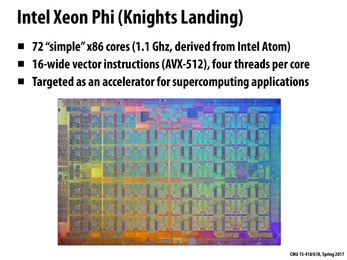 Intel Xeon Phi (Knights Landing)
■ 72 “simple” x86 cores (1.1 Ghz, derived from Intel Atom)
■ 16-wide vector instructions (AVX-512), four threads per core
■ Targeted as an accelerator for supercomputing applications
CMU 15-418/618, Spring 2017